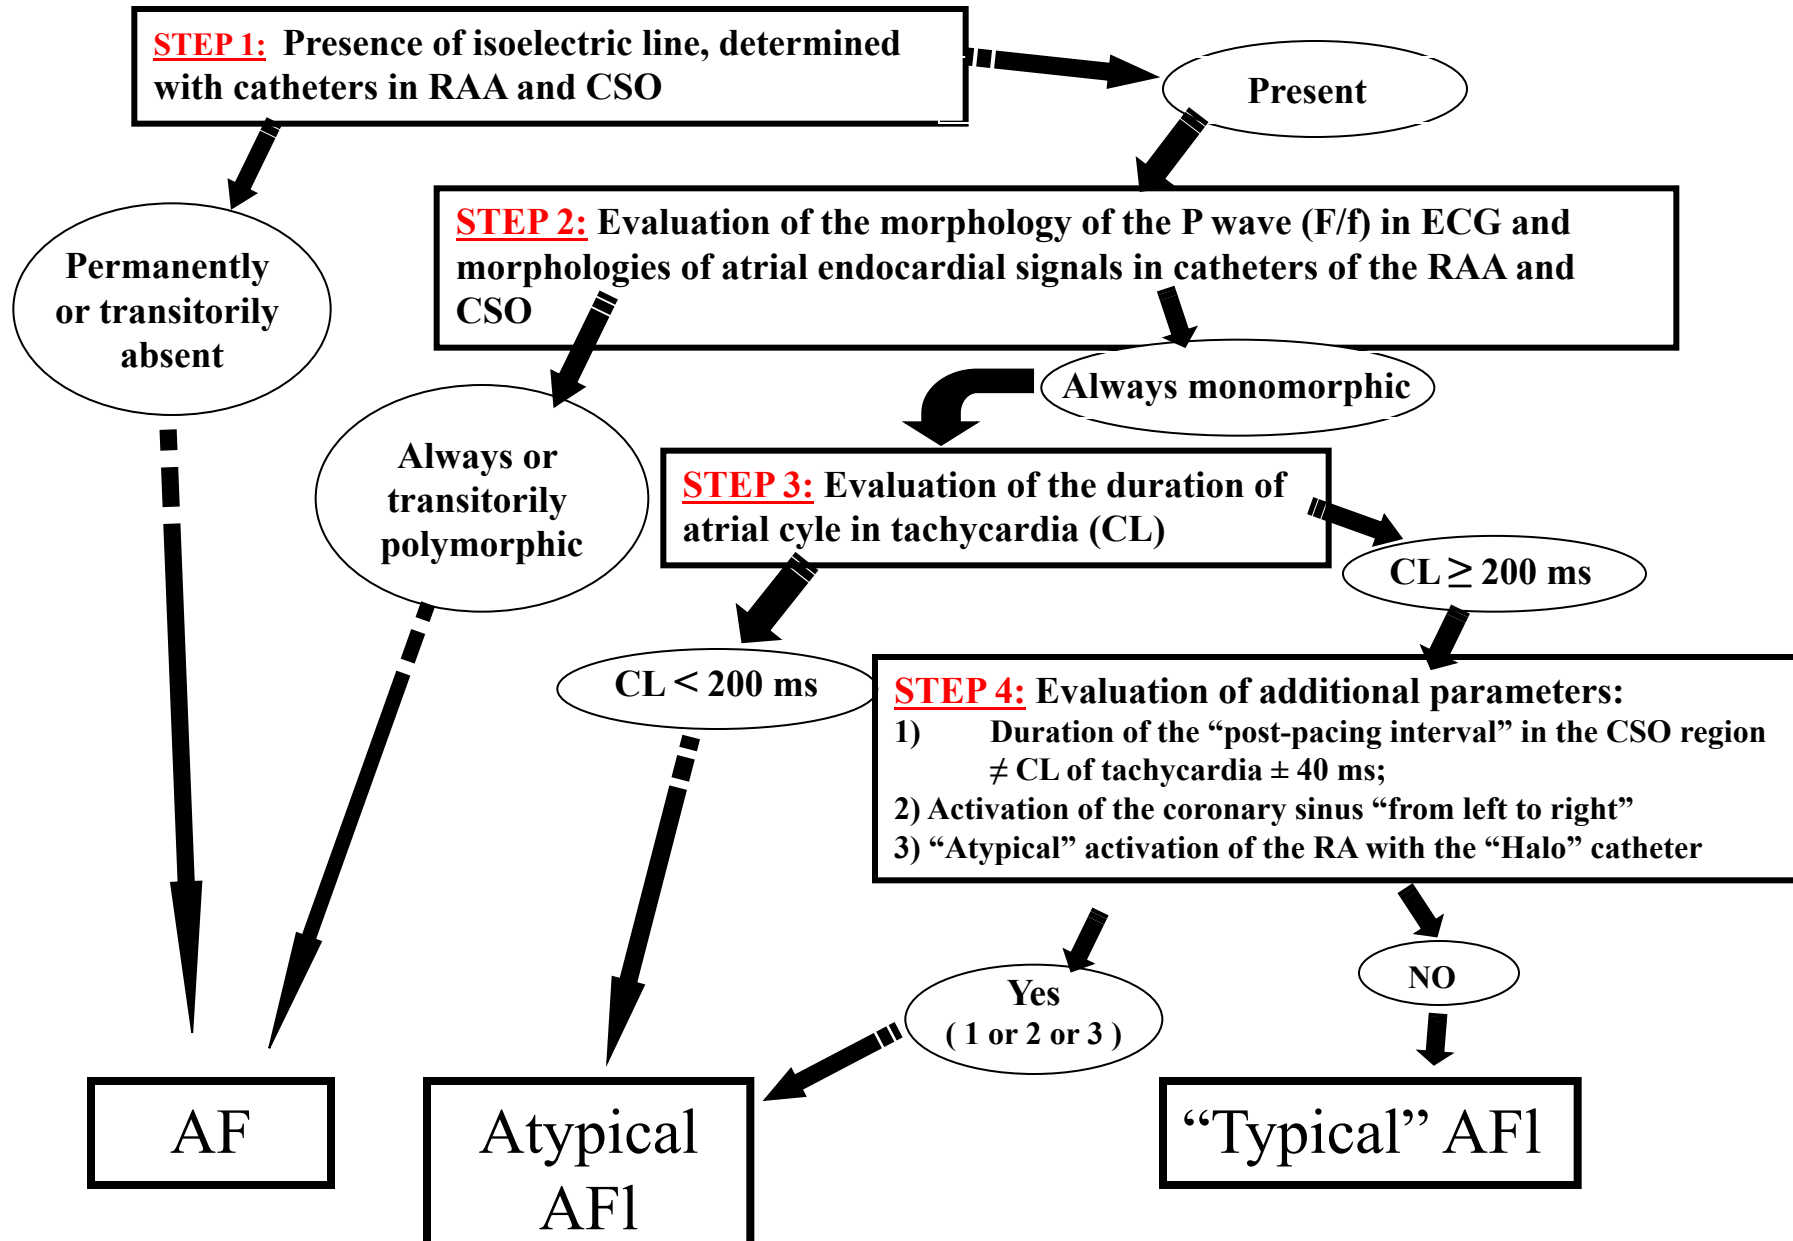 STEP 1: Presence of isoelectric line, determined
with catheters in RAA and CSO
Present
STEP 2: Evaluation of the morphology of the P wave (F/f) in ECG and
morphologies of atrial endocardial signals in catheters of the RAA and
CSO
Permanently
or transitorily
absent
Always monomorphic
Always or
transitorily
polymorphic
STEP 3: Evaluation of the duration of
atrial cyle in tachycardia (CL)
CL ≥ 200 ms
CL < 200 ms
STEP 4: Evaluation of additional parameters:
1) Duration of the “post-pacing interval” in the CSO region
≠ CL of tachycardia ± 40 ms;
2) Activation of the coronary sinus “from left to right”
3) “Atypical” activation of the RA with the “Halo” catheter
Yes
( 1 or 2 or 3 )
NO
AF
Atypical
AFl
“Typical” AFl